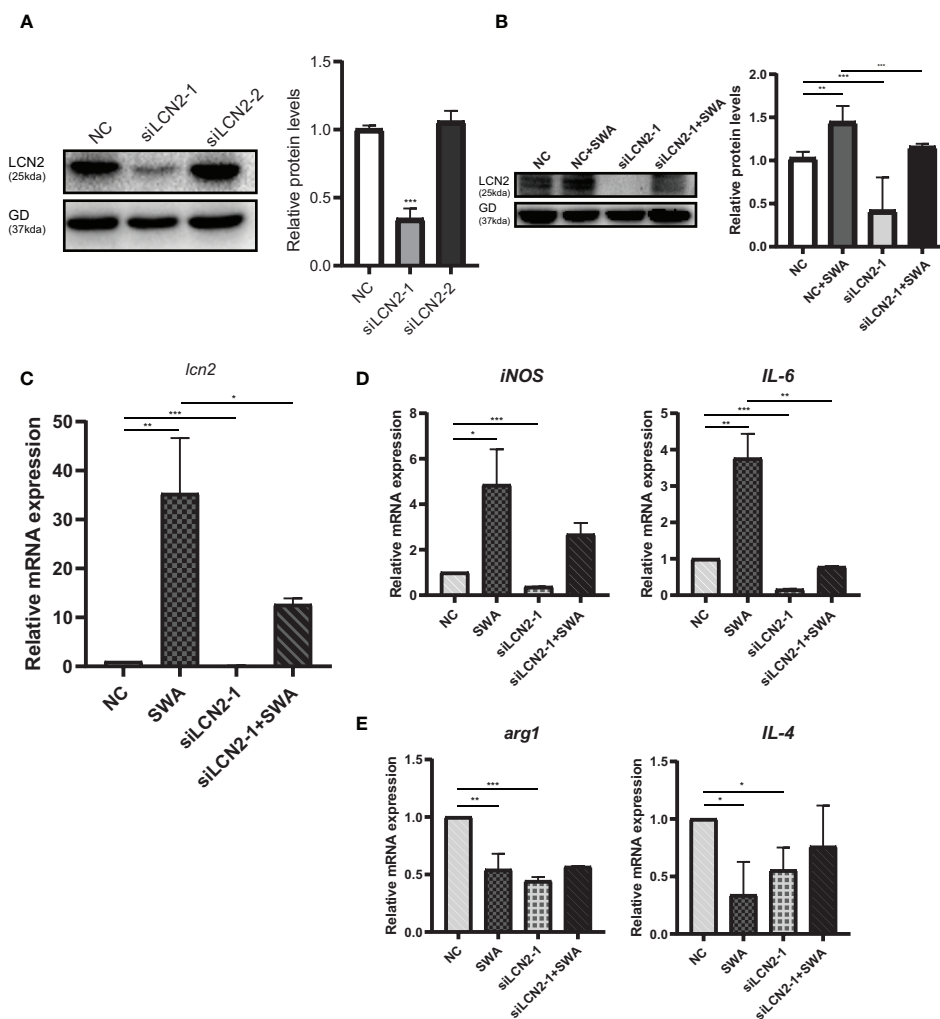 A
NC
siLCN2-1
siLCN2-2
LCN2
(25kda)
GD
(37kda)
Relative protein levels
1.5
1.0
0.5
0.0
***
NC
siLCN2-1
siLCN2-2
B
NC
NC+SWA
siLCN2-1
siLCN2-1+SWA
LCN2
(25kda)
GD
(37kda)
Relative protein levels
2.0
1.5
1.0
0.5
0.0
***
***
**
NC
NC+SWA
siLCN2-1
siLCN2-1+SWA
C
lcn2
Relative mRNA expression
50
40
30
20
10
0
*
***
**
NC
SWA
siLCN2-1
siLCN2-1+SWA
D
iNOS
Relative mRNA expression
8
6
4
2
0
***
*
NC
SWA
siLCN2-1
siLCN2-1+SWA
IL-6
Relative mRNA expression
5
4
3
2
1
0
**
***
**
NC
SWA
siLCN2-1
siLCN2-1+SWA
E
arg1
Relative mRNA expression
1.5
1.0
0.5
0.0
***
**
NC
SWA
siLCN2-1
siLCN2-1+SWA
IL-4
Relative mRNA expression
1.5
1.0
0.5
0.0
*
*
NC
SWA
siLCN2-1
siLCN2-1+SWA